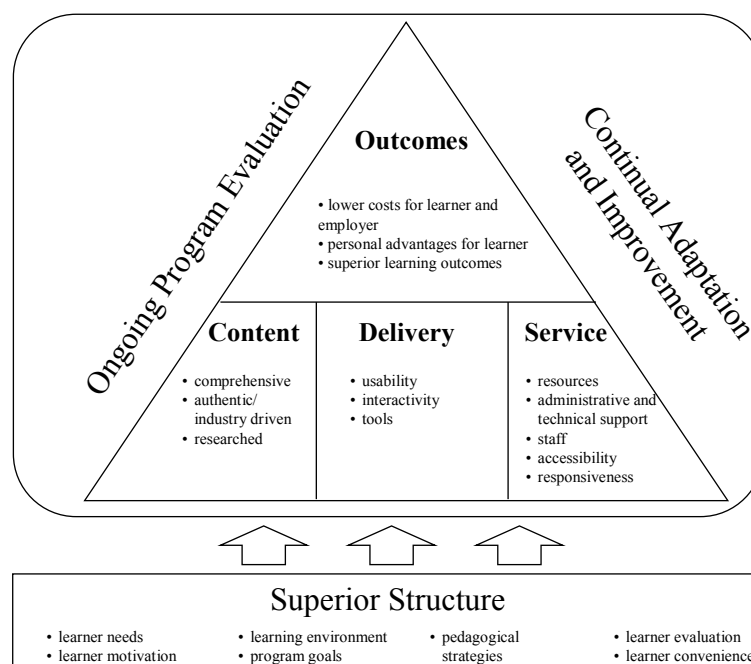 Ongoing Program Evaluation
Continual Adaptation
and Improvement
Outcomes
• lower costs for learner and
employer
• personal advantages for learner
• superior learning outcomes
Content
• comprehensive
• authentic/
industry driven
• researched
Delivery
• usability
• interactivity
• tools
Service
• resources
• administrative and
technical support
• staff
• accessibility
• responsiveness
Superior Structure
• learner needs
• learner motivation
• learning environment
• program goals
• pedagogical
strategies
• learner evaluation
• learner convenience